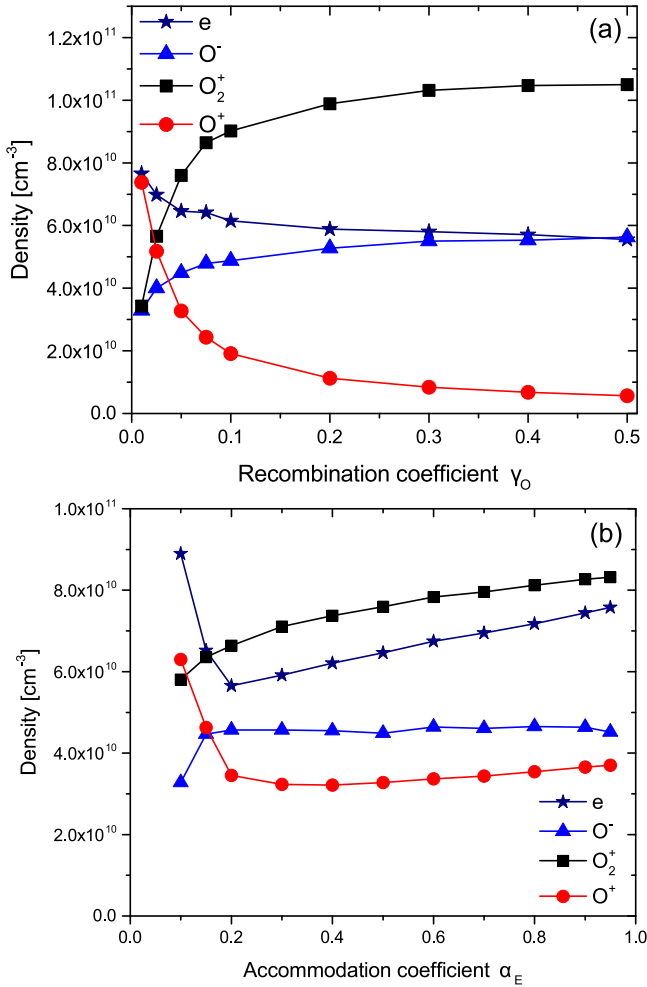 1.2x10¹¹
1.0x10¹¹
8.0x10¹⁰
6.0x10¹⁰
4.0x10¹⁰
2.0x10¹⁰
0.0
Density [cm⁻³]
e
O⁻
O₂⁺
O⁺
(a)
0.0 0.1 0.2 0.3 0.4 0.5
Recombination coefficient γ_O
1.0x10¹¹
8.0x10¹⁰
6.0x10¹⁰
4.0x10¹⁰
2.0x10¹⁰
0.0
Density [cm⁻³]
(b)
e
O⁻
O₂⁺
O⁺
0.0 0.2 0.4 0.6 0.8 1.0
Accommodation coefficient α_E